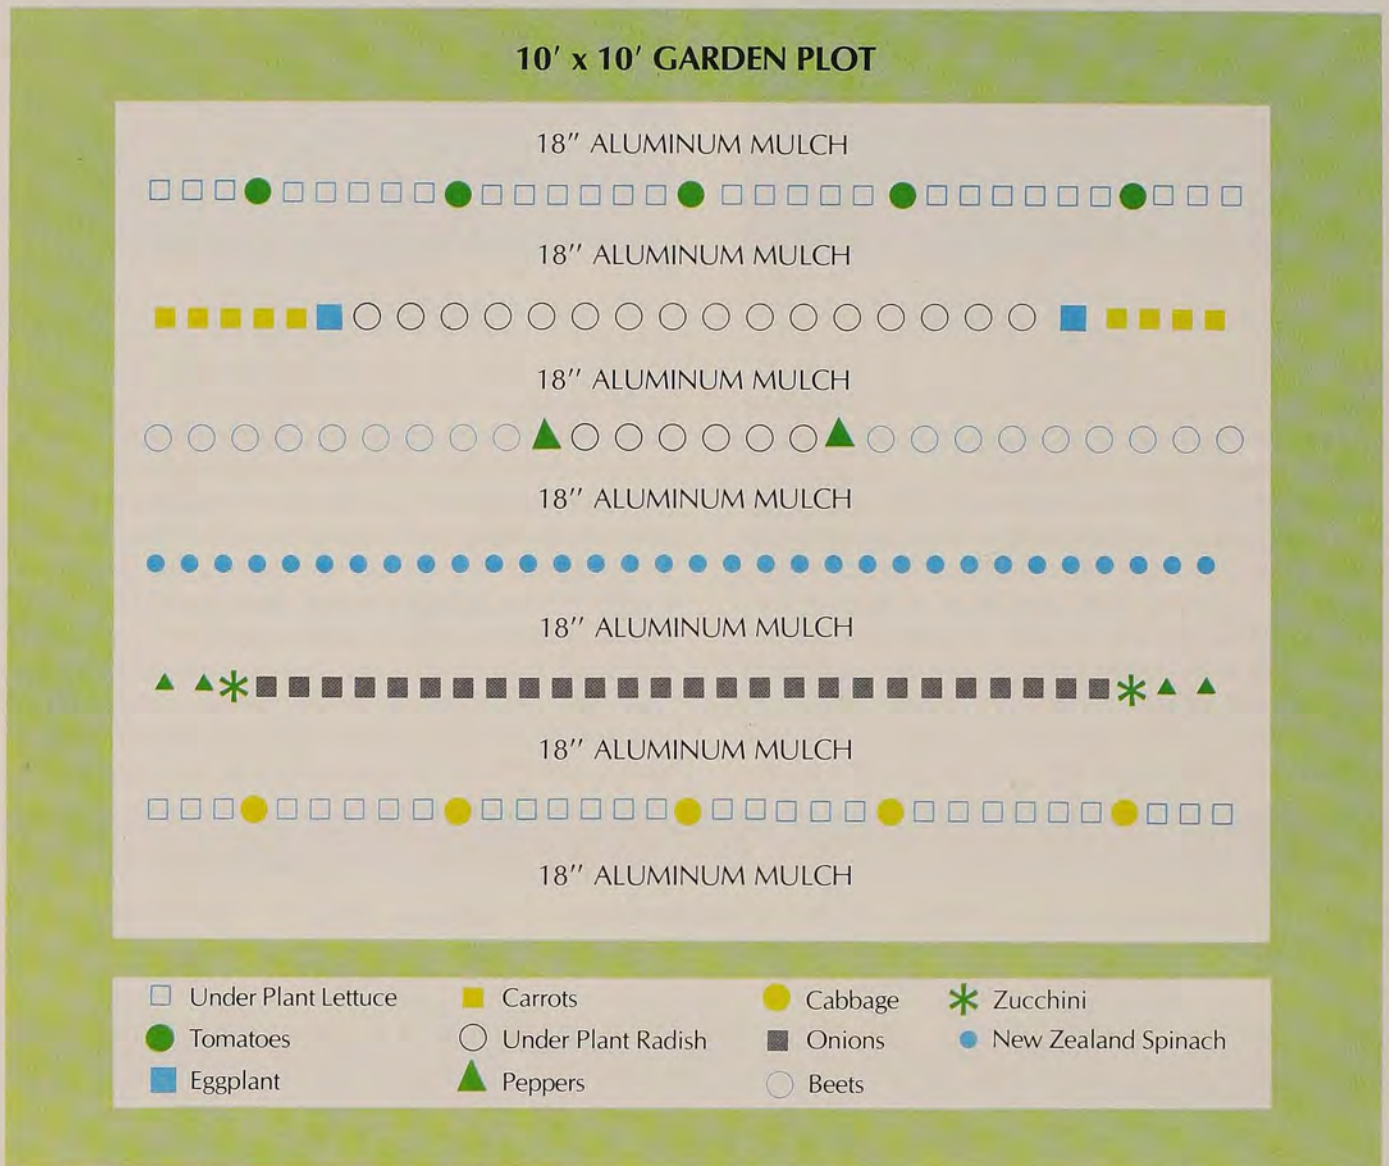 10′ x 10′ GARDEN PLOT
18″ ALUMINUM MULCH
18″ ALUMINUM MULCH
18″ ALUMINUM MULCH
18″ ALUMINUM MULCH
18″ ALUMINUM MULCH
18″ ALUMINUM MULCH
18″ ALUMINUM MULCH
Under Plant Lettuce Carrots Cabbage Zucchini
Tomatoes Under Plant Radish Onions New Zealand Spinach
Eggplant Peppers Beets